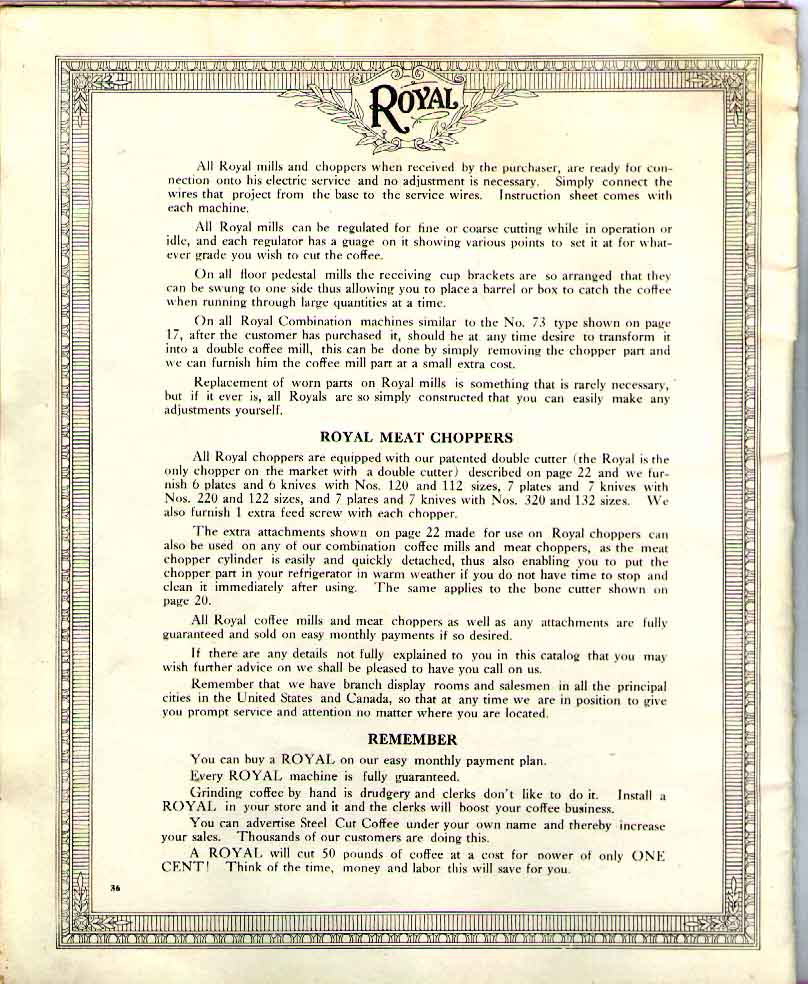 ROYAL
All Royal mills and choppers when received by the purchaser, are ready for con-
nection onto his electric service and no adjustment is necessary. Simply connect the
wires that project from the base to the service wires. Instruction sheet comes with
each machine.
All Royal mills can be regulated for fine or coarse cutting while in operation or
idle, and each regulator has a guage on it showing various points to set it at for what-
ever grade you wish to cut the coffee.
On all floor pedestal mills the receiving cup brackets are so arranged that they
can be swung to one side thus allowing you to place a barrel or box to catch the coffee
when running through large quantities at a time.
On all Royal Combination machines similar to the No. 73 type shown on page
17, after the customer has purchased it, should he at any time desire to transform it
into a double coffee mill, this can be done by simply removing the chopper part and
we can furnish him the coffee mill part at a small extra cost.
Replacement of worn parts on Royal mills is something that is rarely necessary,
but if it ever is, all Royals are so simply constructed that you can easily make any
adjustments yourself.
ROYAL MEAT CHOPPERS
All Royal choppers are equipped with our patented double cutter (the Royal is the
only chopper on the market with a double cutter) described on page 22 and we fur-
nish 6 plates and 6 knives with Nos. 120 and 112 sizes, 7 plates and 7 knives with
Nos. 220 and 122 sizes, and 7 plates and 7 knives with Nos. 320 and 132 sizes. We
also furnish 1 extra feed screw with each chopper.
The extra attachments shown on page 22 made for use on Royal choppers can
also be used on any of our combination coffee mills and meat choppers, as the meat
chopper cylinder is easily and quickly detached, thus also enabling you to put the
chopper part in your refrigerator in warm weather if you do not have time to stop and
clean it immediately after using. The same applies to the bone cutter shown on
page 20.
All Royal coffee mills and meat choppers as well as any attachments are fully
guaranteed and sold on easy monthly payments if so desired.
If there are any details not fully explained to you in this catalog that you may
wish further advice on we shall be pleased to have you call on us.
Remember that we have branch display rooms and salesmen in all the principal
cities in the United States and Canada, so that at any time we are in position to give
you prompt service and attention no matter where you are located.
REMEMBER
You can buy a ROYAL on our easy monthly payment plan.
Every ROYAL machine is fully guaranteed.
Grinding coffee by hand is drudgery and clerks don't like to do it. Install a
ROYAL in your store and it and the clerks will boost your coffee business.
You can advertise Steel Cut Coffee under your own name and thereby increase
your sales. Thousands of our customers are doing this.
A ROYAL will cut 50 pounds of coffee at a cost for power of only ONE
CENT! Think of the time, money and labor this will save for you.
36